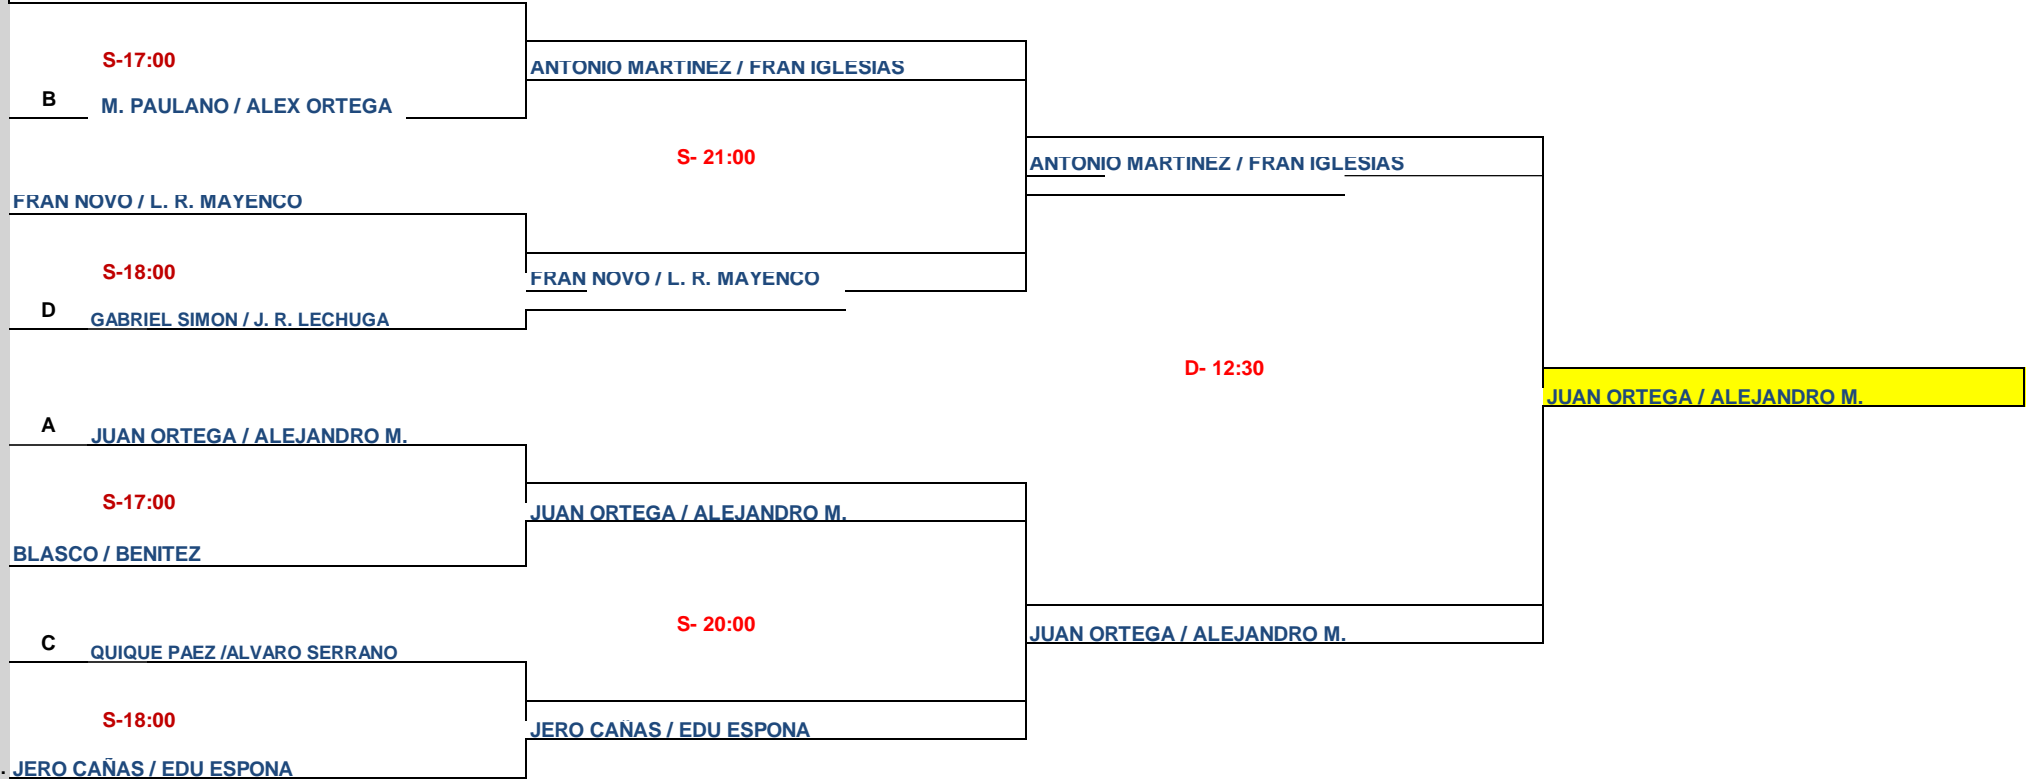 S-17:00
B M. PAULANO / ALEX ORTEGA
FRAN NOVO / L. R. MAYENCO
S-18:00
D GABRIEL SIMON / J. R. LECHUGA
A JUAN ORTEGA / ALEJANDRO M.
S-17:00
BLASCO / BENITEZ
C QUIQUE PAEZ /ALVARO SERRANO
S-18:00
. JERO CAÑAS / EDU ESPONA
ANTONIO MARTINEZ / FRAN IGLESIAS
S- 21:00
FRAN NOVO / L. R. MAYENCO
JUAN ORTEGA / ALEJANDRO M.
S- 20:00
JERO CAÑAS / EDU ESPONA
ANTONIO MARTINEZ / FRAN IGLESIAS
D- 12:30
JUAN ORTEGA / ALEJANDRO M.
JUAN ORTEGA / ALEJANDRO M.